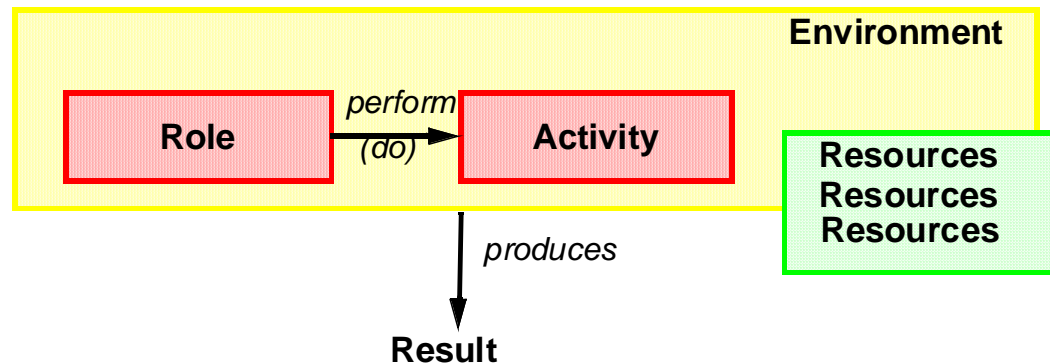 Environment
perform
Role
(do)
Activity
Resources
Resources
Resources
produces
Result